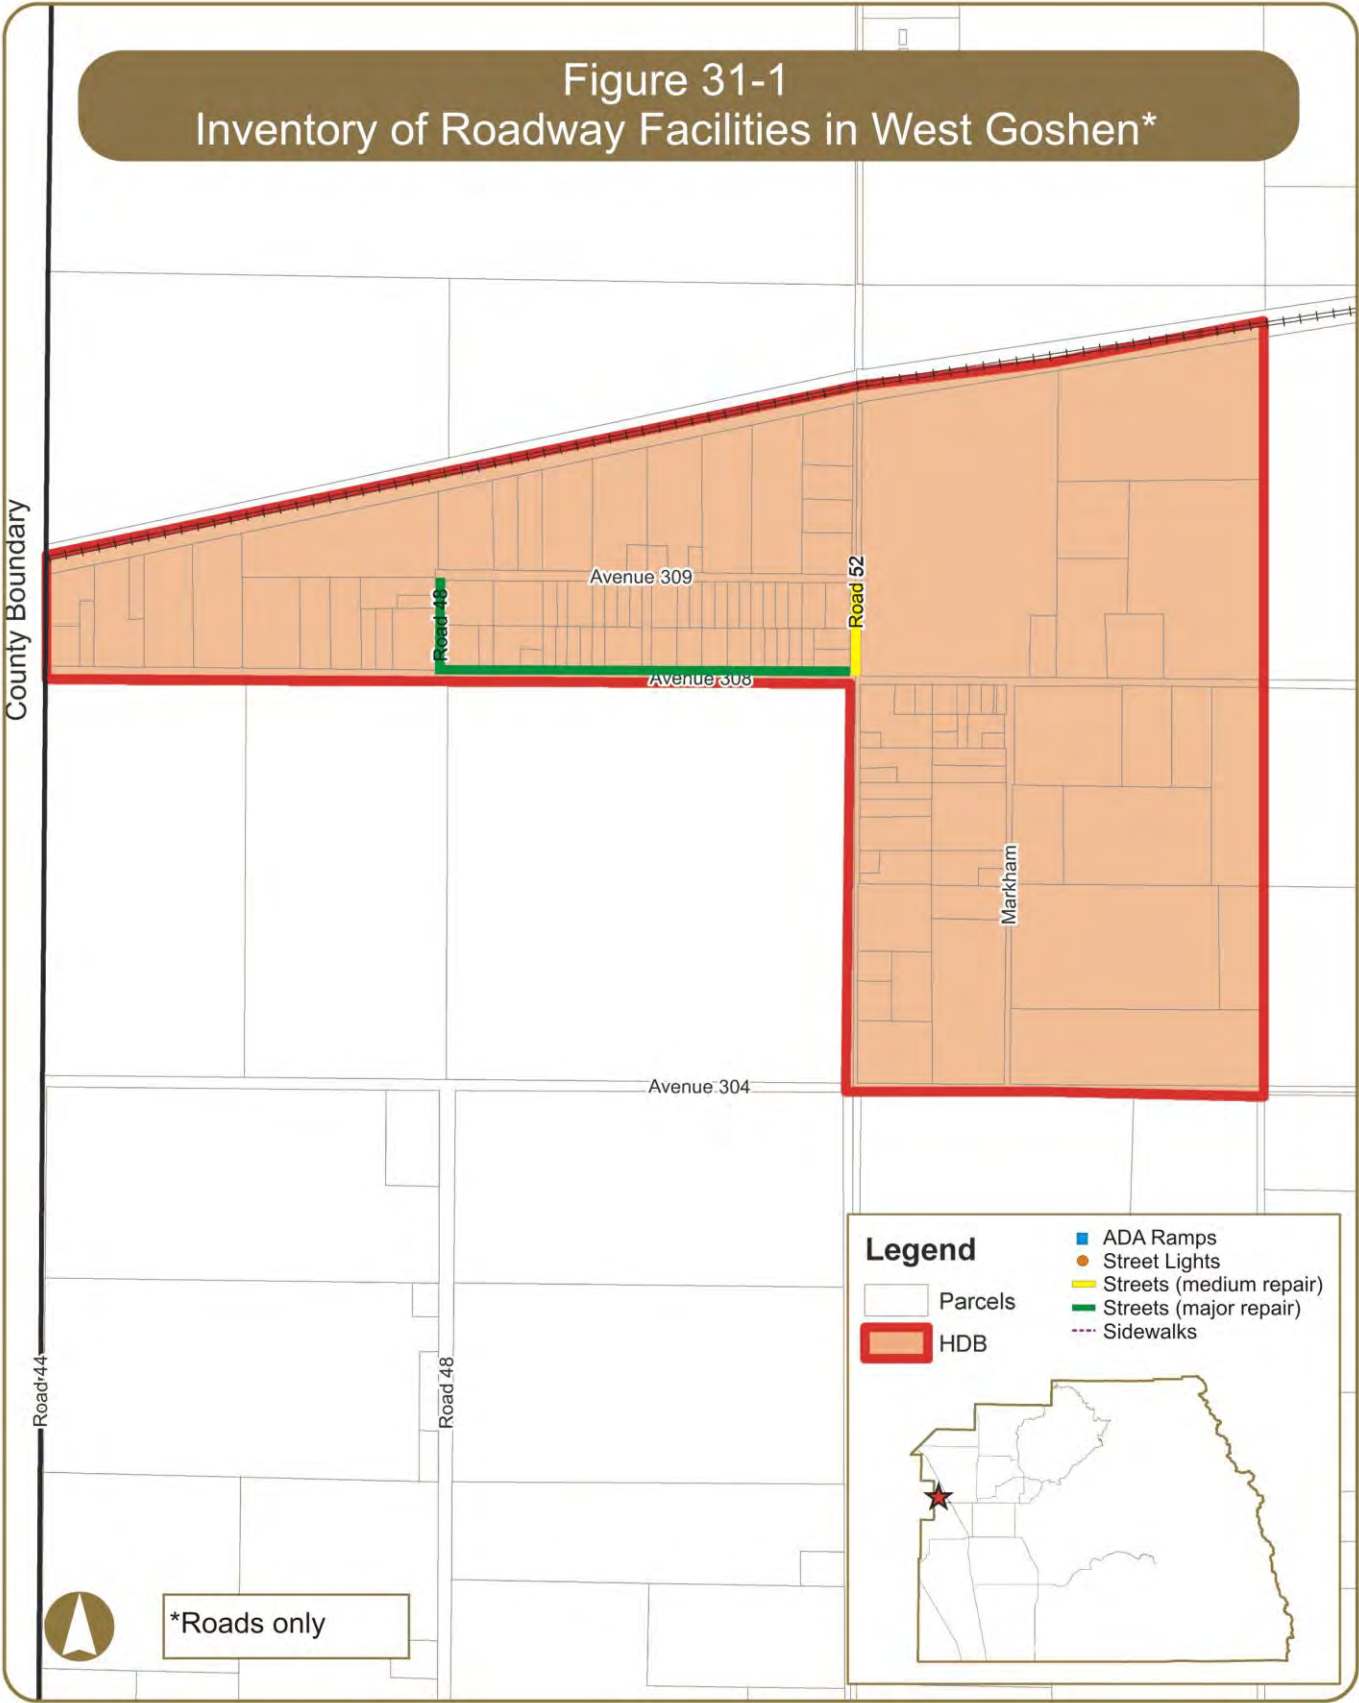 Figure 31-1
Inventory of Roadway Facilities in West Goshen*
County Boundary
Avenue 309
Road 52
Road 48
Avenue 308
Markham
Avenue 304
Road 44
Road 48
Legend
Parcels
HDB
ADA Ramps
Street Lights
Streets (medium repair)
Streets (major repair)
Sidewalks
*Roads only